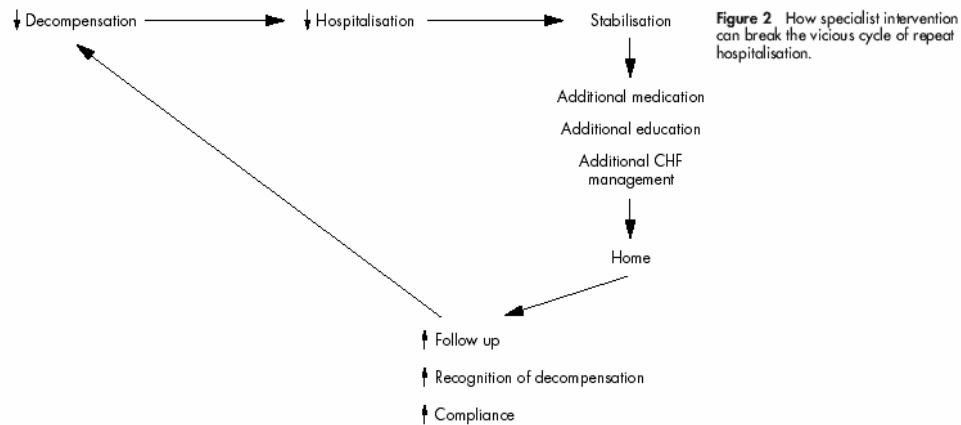 ↓ Decompensation
↓ Hospitalisation
Stabilisation
Figure 2 How specialist intervention
can break the vicious cycle of repeat
hospitalisation.
Additional medication
Additional education
Additional CHF
management
Home
↑ Follow up
↑ Recognition of decompensation
↑ Compliance